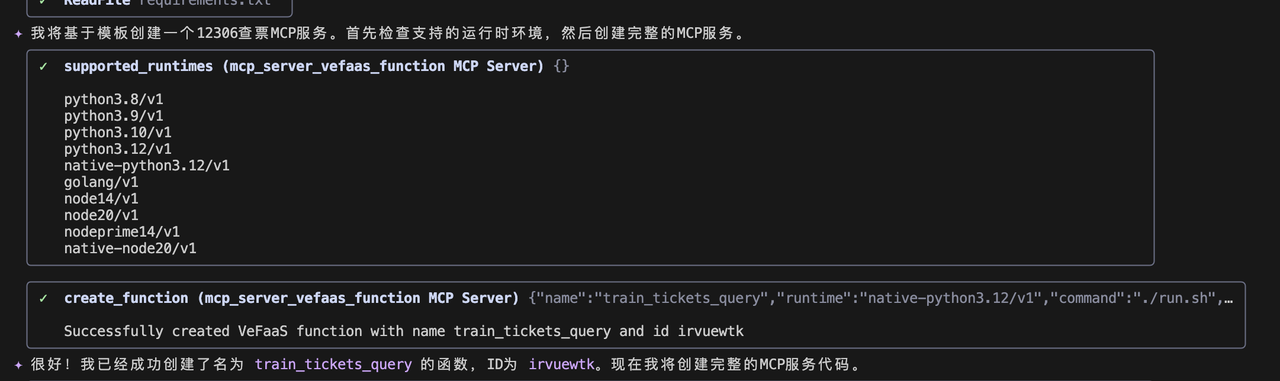 ✓ ReadFile requirements.txt
✦ 我将基于模板创建一个12306查票MCP服务。首先检查支持的运行时环境，然后创建完整的MCP服务。
✓ supported_runtimes (mcp_server_vefaas_function MCP Server) {}
python3.8/v1
python3.9/v1
python3.10/v1
python3.12/v1
native-python3.12/v1
golang/v1
node14/v1
node20/v1
nodeprime14/v1
native-node20/v1
✓ create_function (mcp_server_vefaas_function MCP Server) {"name":"train_tickets_query","runtime":"native-python3.12/v1","command":"./run.sh",…
Successfully created VeFaaS function with name train_tickets_query and id irvuewtk
✦ 很好！我已经成功创建了名为 train_tickets_query 的函数，ID为 irvuewtk。现在我将创建完整的MCP服务代码。